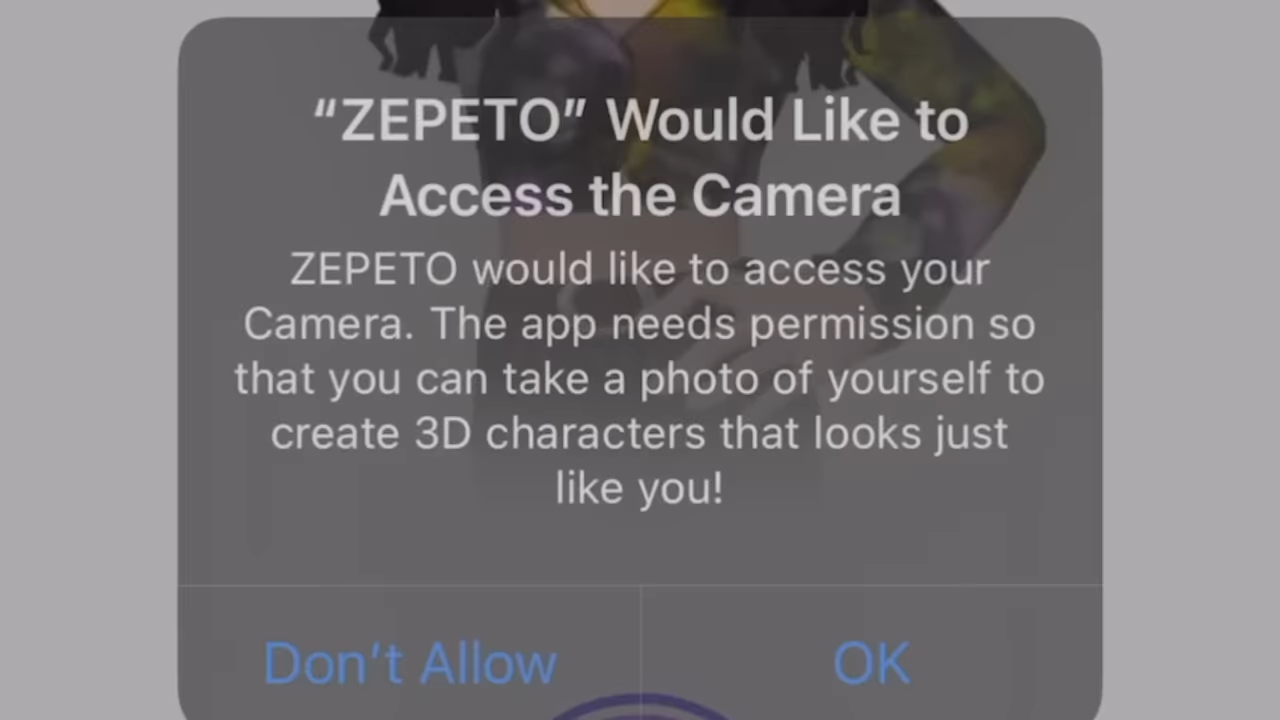 “ZEPETO” Would Like to
Access the Camera
ZEPETO would like to access your
Camera. The app needs permission so
that you can take a photo of yourself to
create 3D characters that looks just
like you!
Don’t Allow
OK